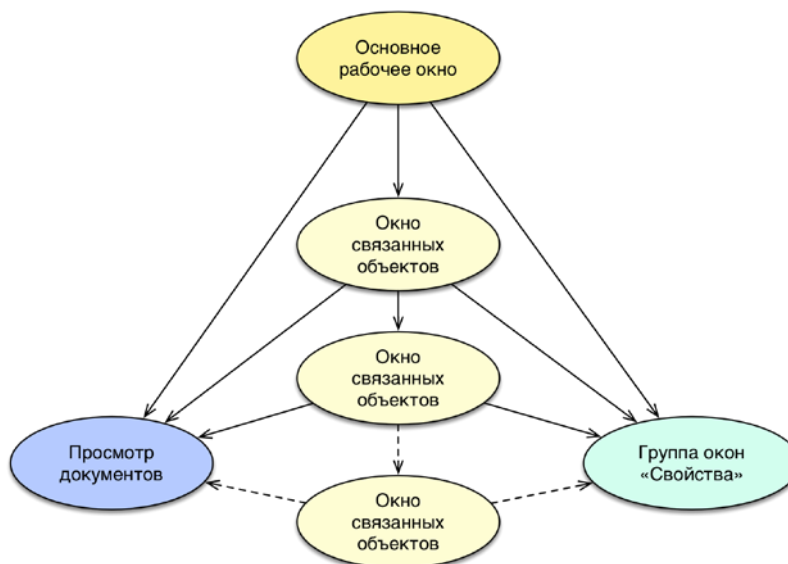 Основное
рабочее окно
Окно
связанных
объектов
Окно
связанных
объектов
Просмотр
документов
Группа окон
«Свойства»
Окно
связанных
объектов